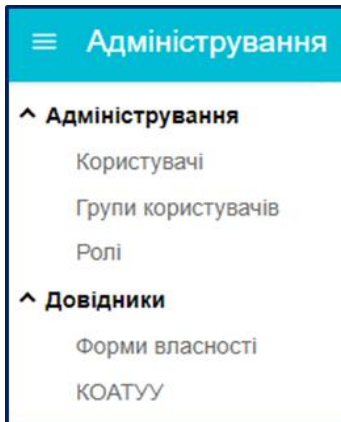 Адміністрування
Адміністрування
Користувачі
Групи користувачів
Ролі
Довідники
Форми власності
КОАТУУ